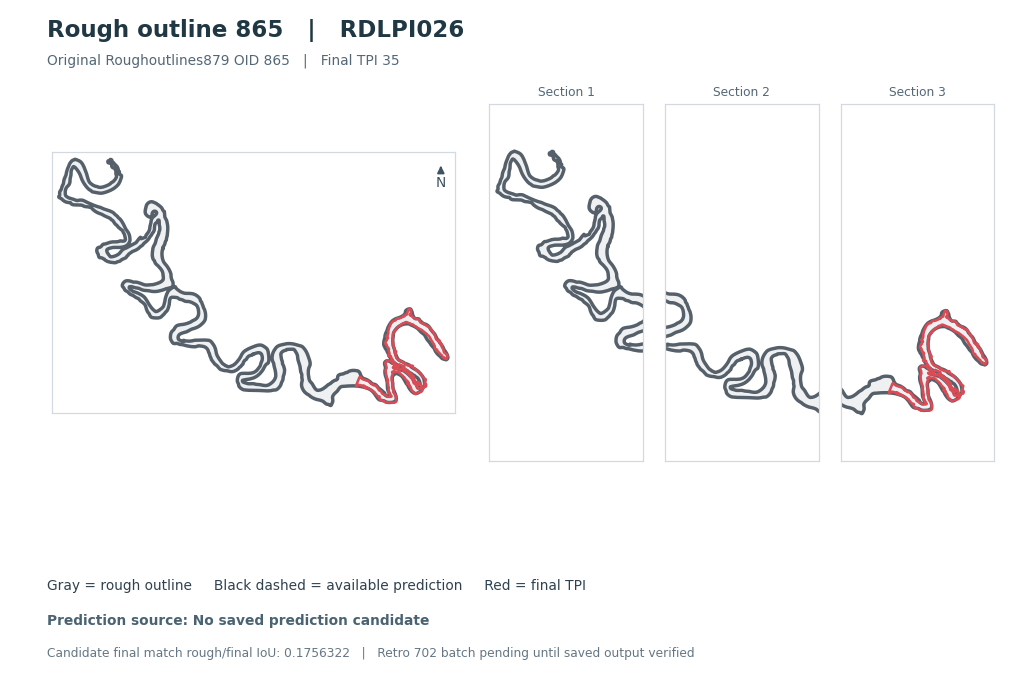 Rough outline 865   |   RDLPI026
Original Roughoutlines879 OID 865   |   Final TPI 35
Section 1
Section 2
Section 3
N
Gray = rough outline     Black dashed = available prediction     Red = final TPI
Prediction source: No saved prediction candidate
Candidate final match rough/final IoU: 0.1756322   |   Retro 702 batch pending until saved output verified